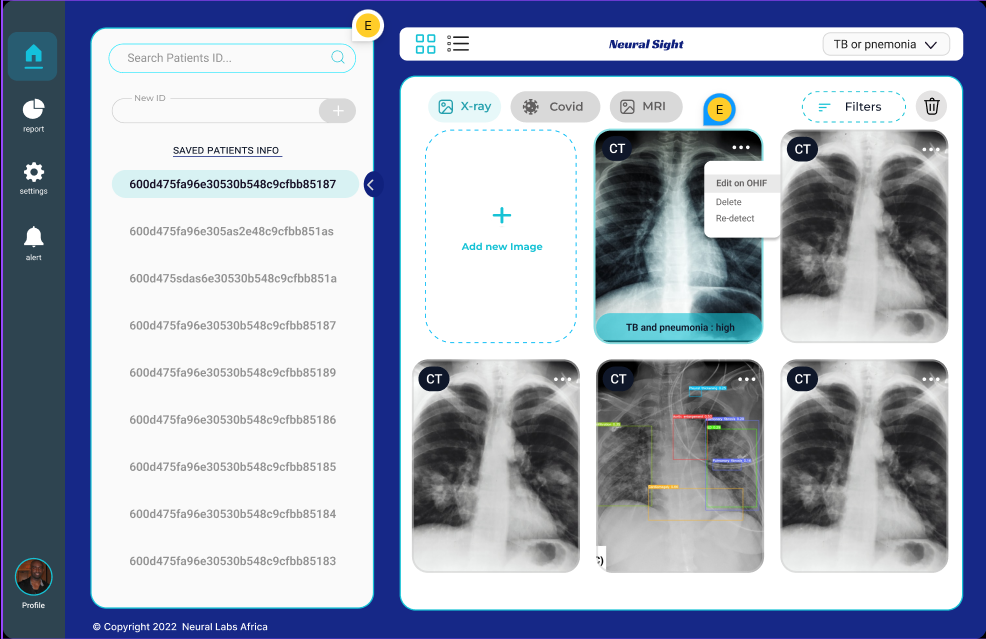 report
settings
alert
Profile
E
Search Patients ID...
New ID
SAVED PATIENTS INFO
600d475fa96e30530b548c9cfbb85187
600d475fa96e305as2e48c9cfbb851as
600d475sdas6e30530b548c9cfbb851a
600d475fa96e30530b548c9cfbb85187
600d475fa96e30530b548c9cfbb85189
600d475fa96e30530b548c9cfbb85186
600d475fa96e30530b548c9cfbb85185
600d475fa96e30530b548c9cfbb85184
600d475fa96e30530b548c9cfbb85183
© Copyright 2022 Neural Labs Africa
Neural Sight
TB or pnemonia
X-ray
Covid
MRI
E
Filters
Add new Image
CT
Edit on OHIF
Delete
Re-detect
TB and pneumonia : high
CT
CT
CT
CT